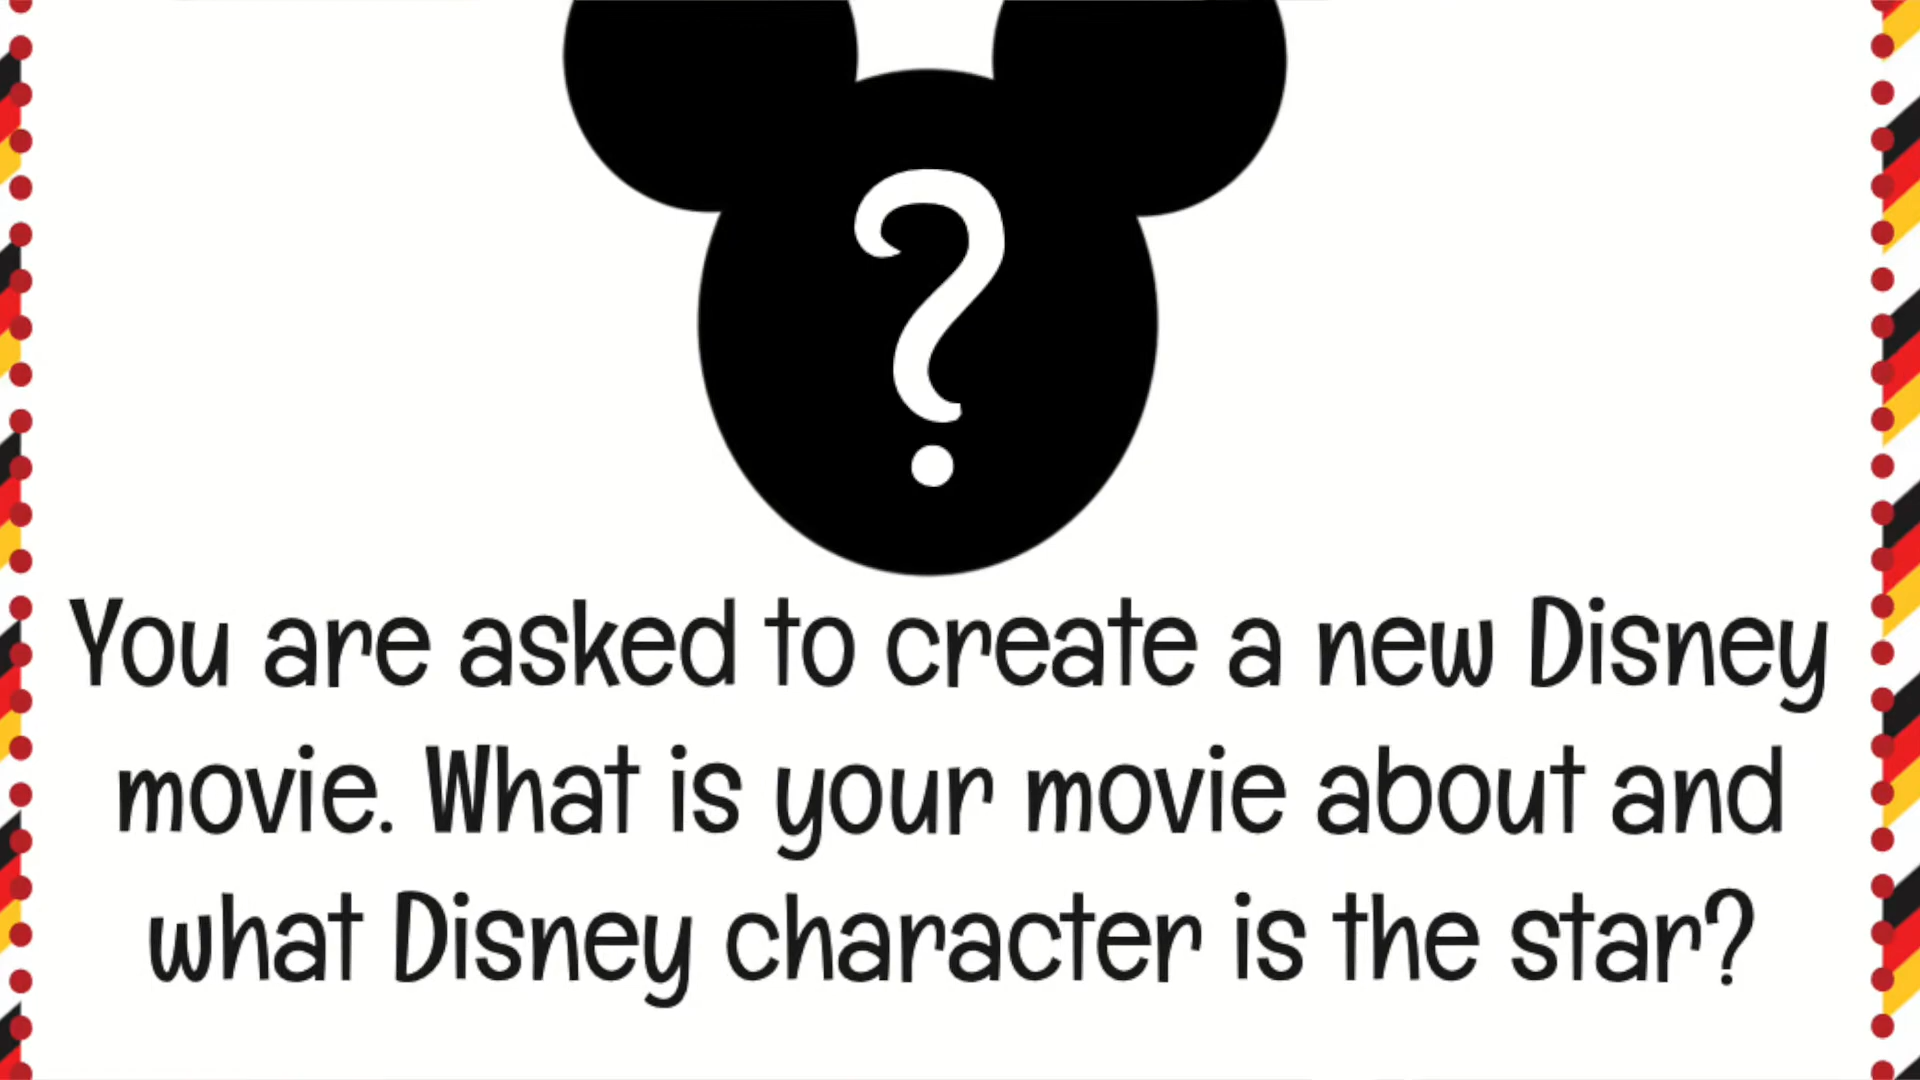 ?
You are asked to create a new Disney
movie. What is your movie about and
what Disney character is the star?